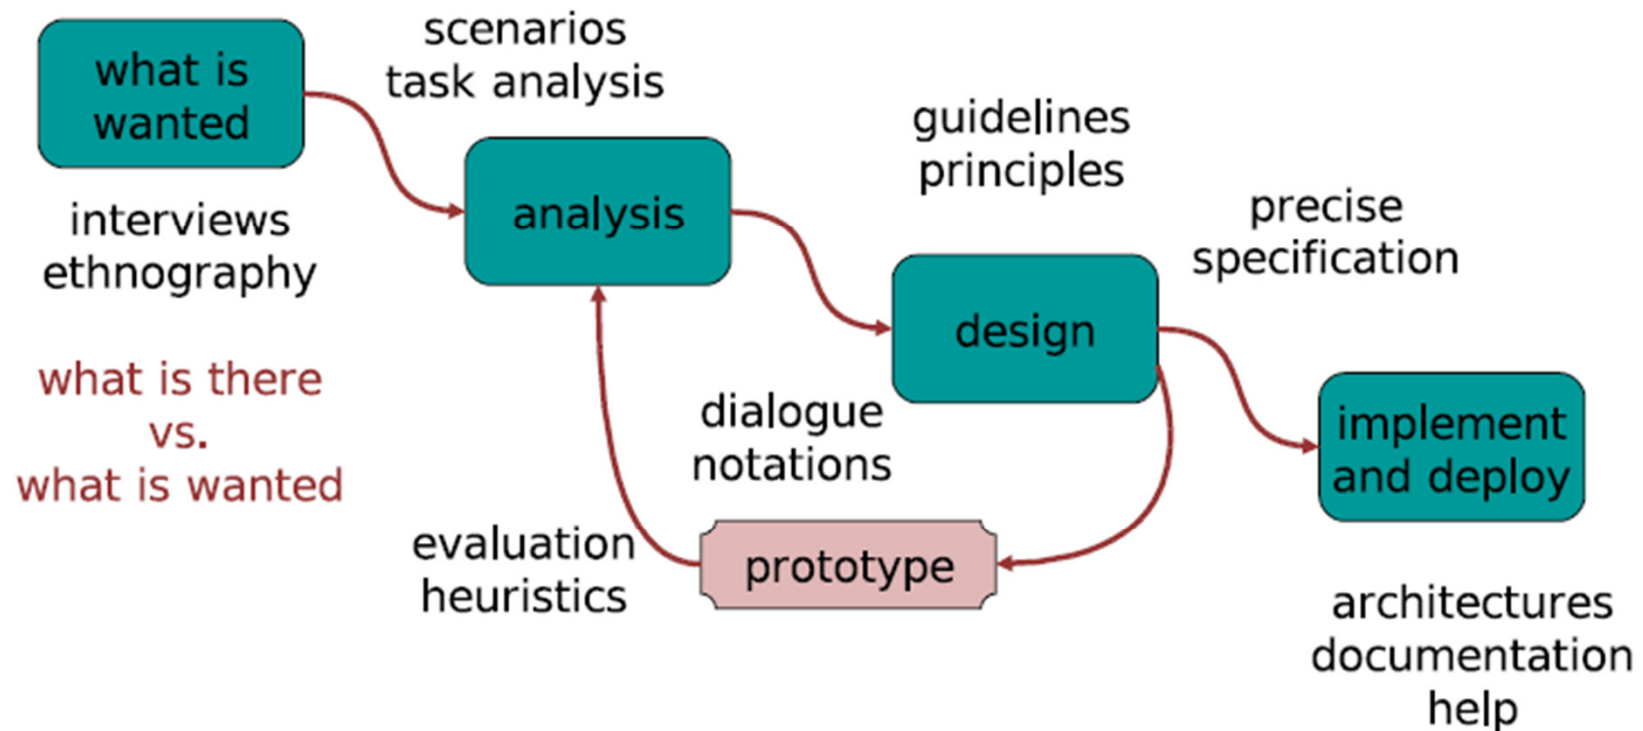 what is
wanted
scenarios
task analysis
interviews
ethnography
analysis
guidelines
principles
what is there
vs.
what is wanted
design
precise
specification
dialogue
notations
implement
and deploy
evaluation
heuristics
prototype
architectures
documentation
help